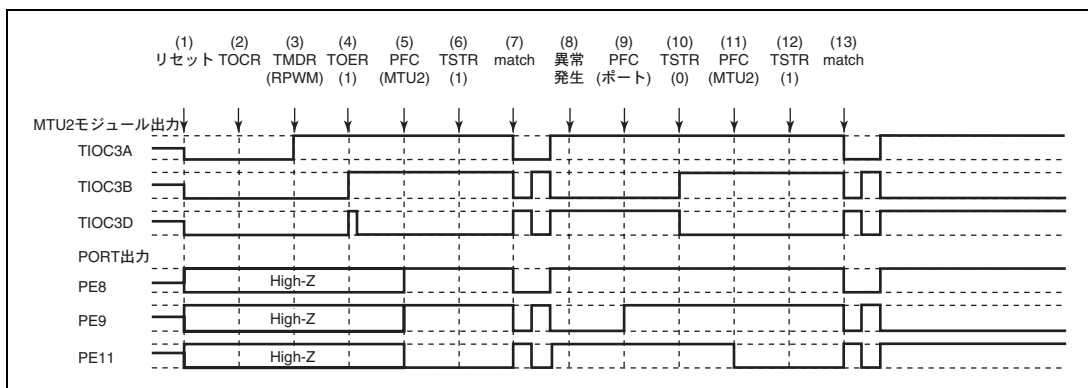 (1) (2) (3) (4) (5) (6) (7) (8) (9) (10) (11) (12) (13)
リセット TOCR TMDR TOER PFC TSTR match 異常 PFC TSTR PFC TSTR match
(RPWM) (1) (MTU2) (1) 発生 (ポート) (0) (MTU2) (1)
MTU2モジュール出力
TIOC3A
TIOC3B
TIOC3D
PORT出力
PE8 High-Z
PE9 High-Z
PE11 High-Z